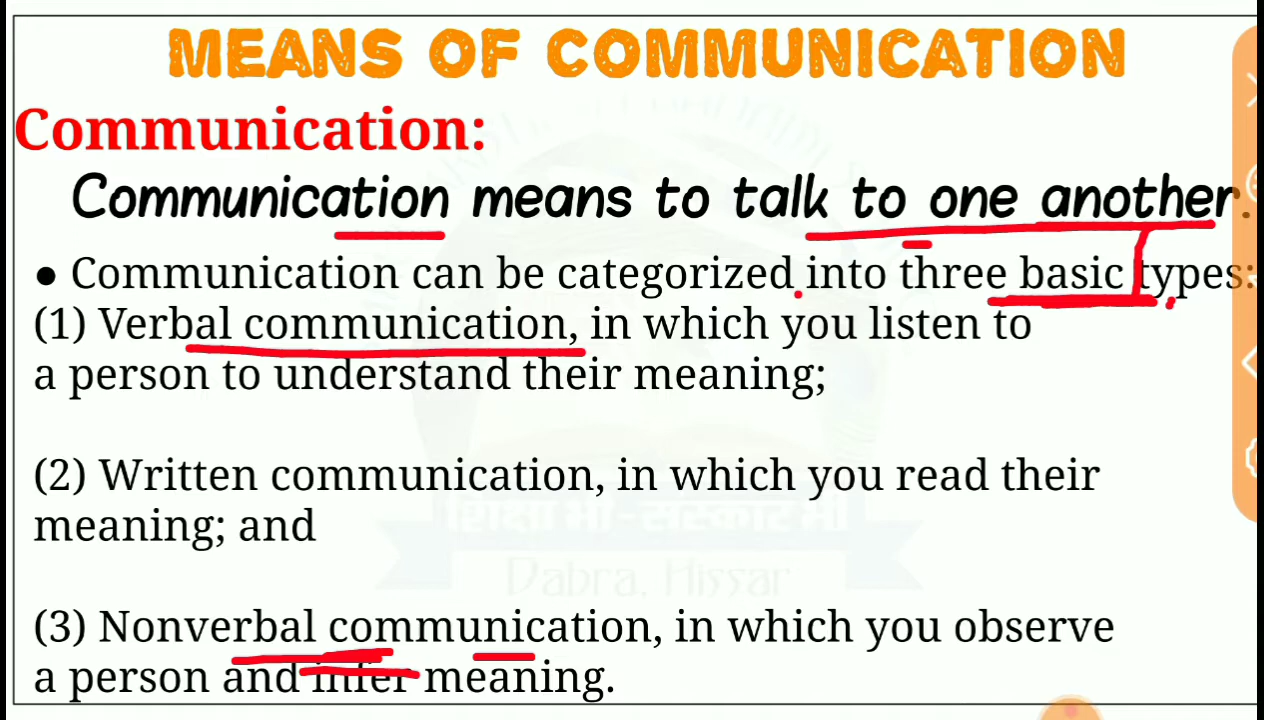 MEANS OF COMMUNICATION
Communication:
Communication means to talk to one another.
● Communication can be categorized into three basic types:
(1) Verbal communication, in which you listen to
a person to understand their meaning;
(2) Written communication, in which you read their
meaning; and
शिक्षा भी-संस्कार भी
Dabra, Hissar
(3) Nonverbal communication, in which you observe
a person and infer meaning.